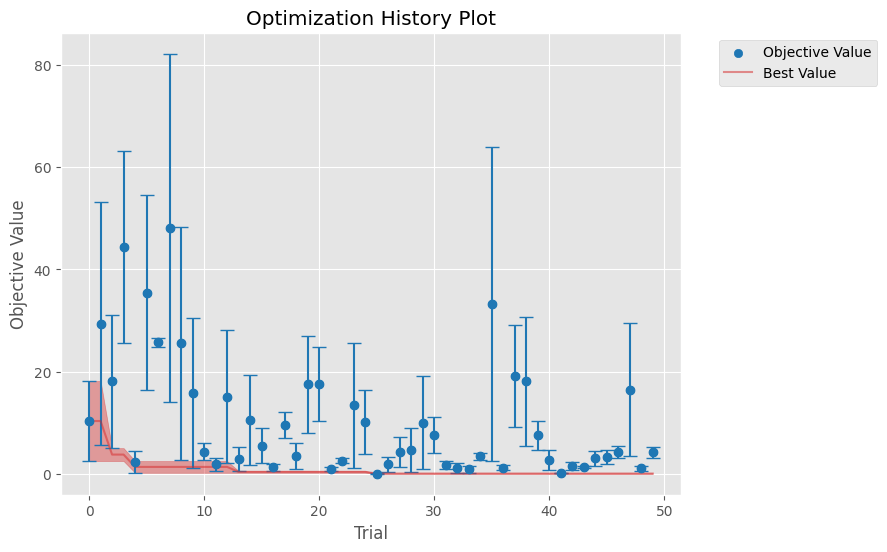 Optimization History Plot
Objective Value
Best Value
80
60
40
20
0
Objective Value
0 10 20 30 40 50
Trial